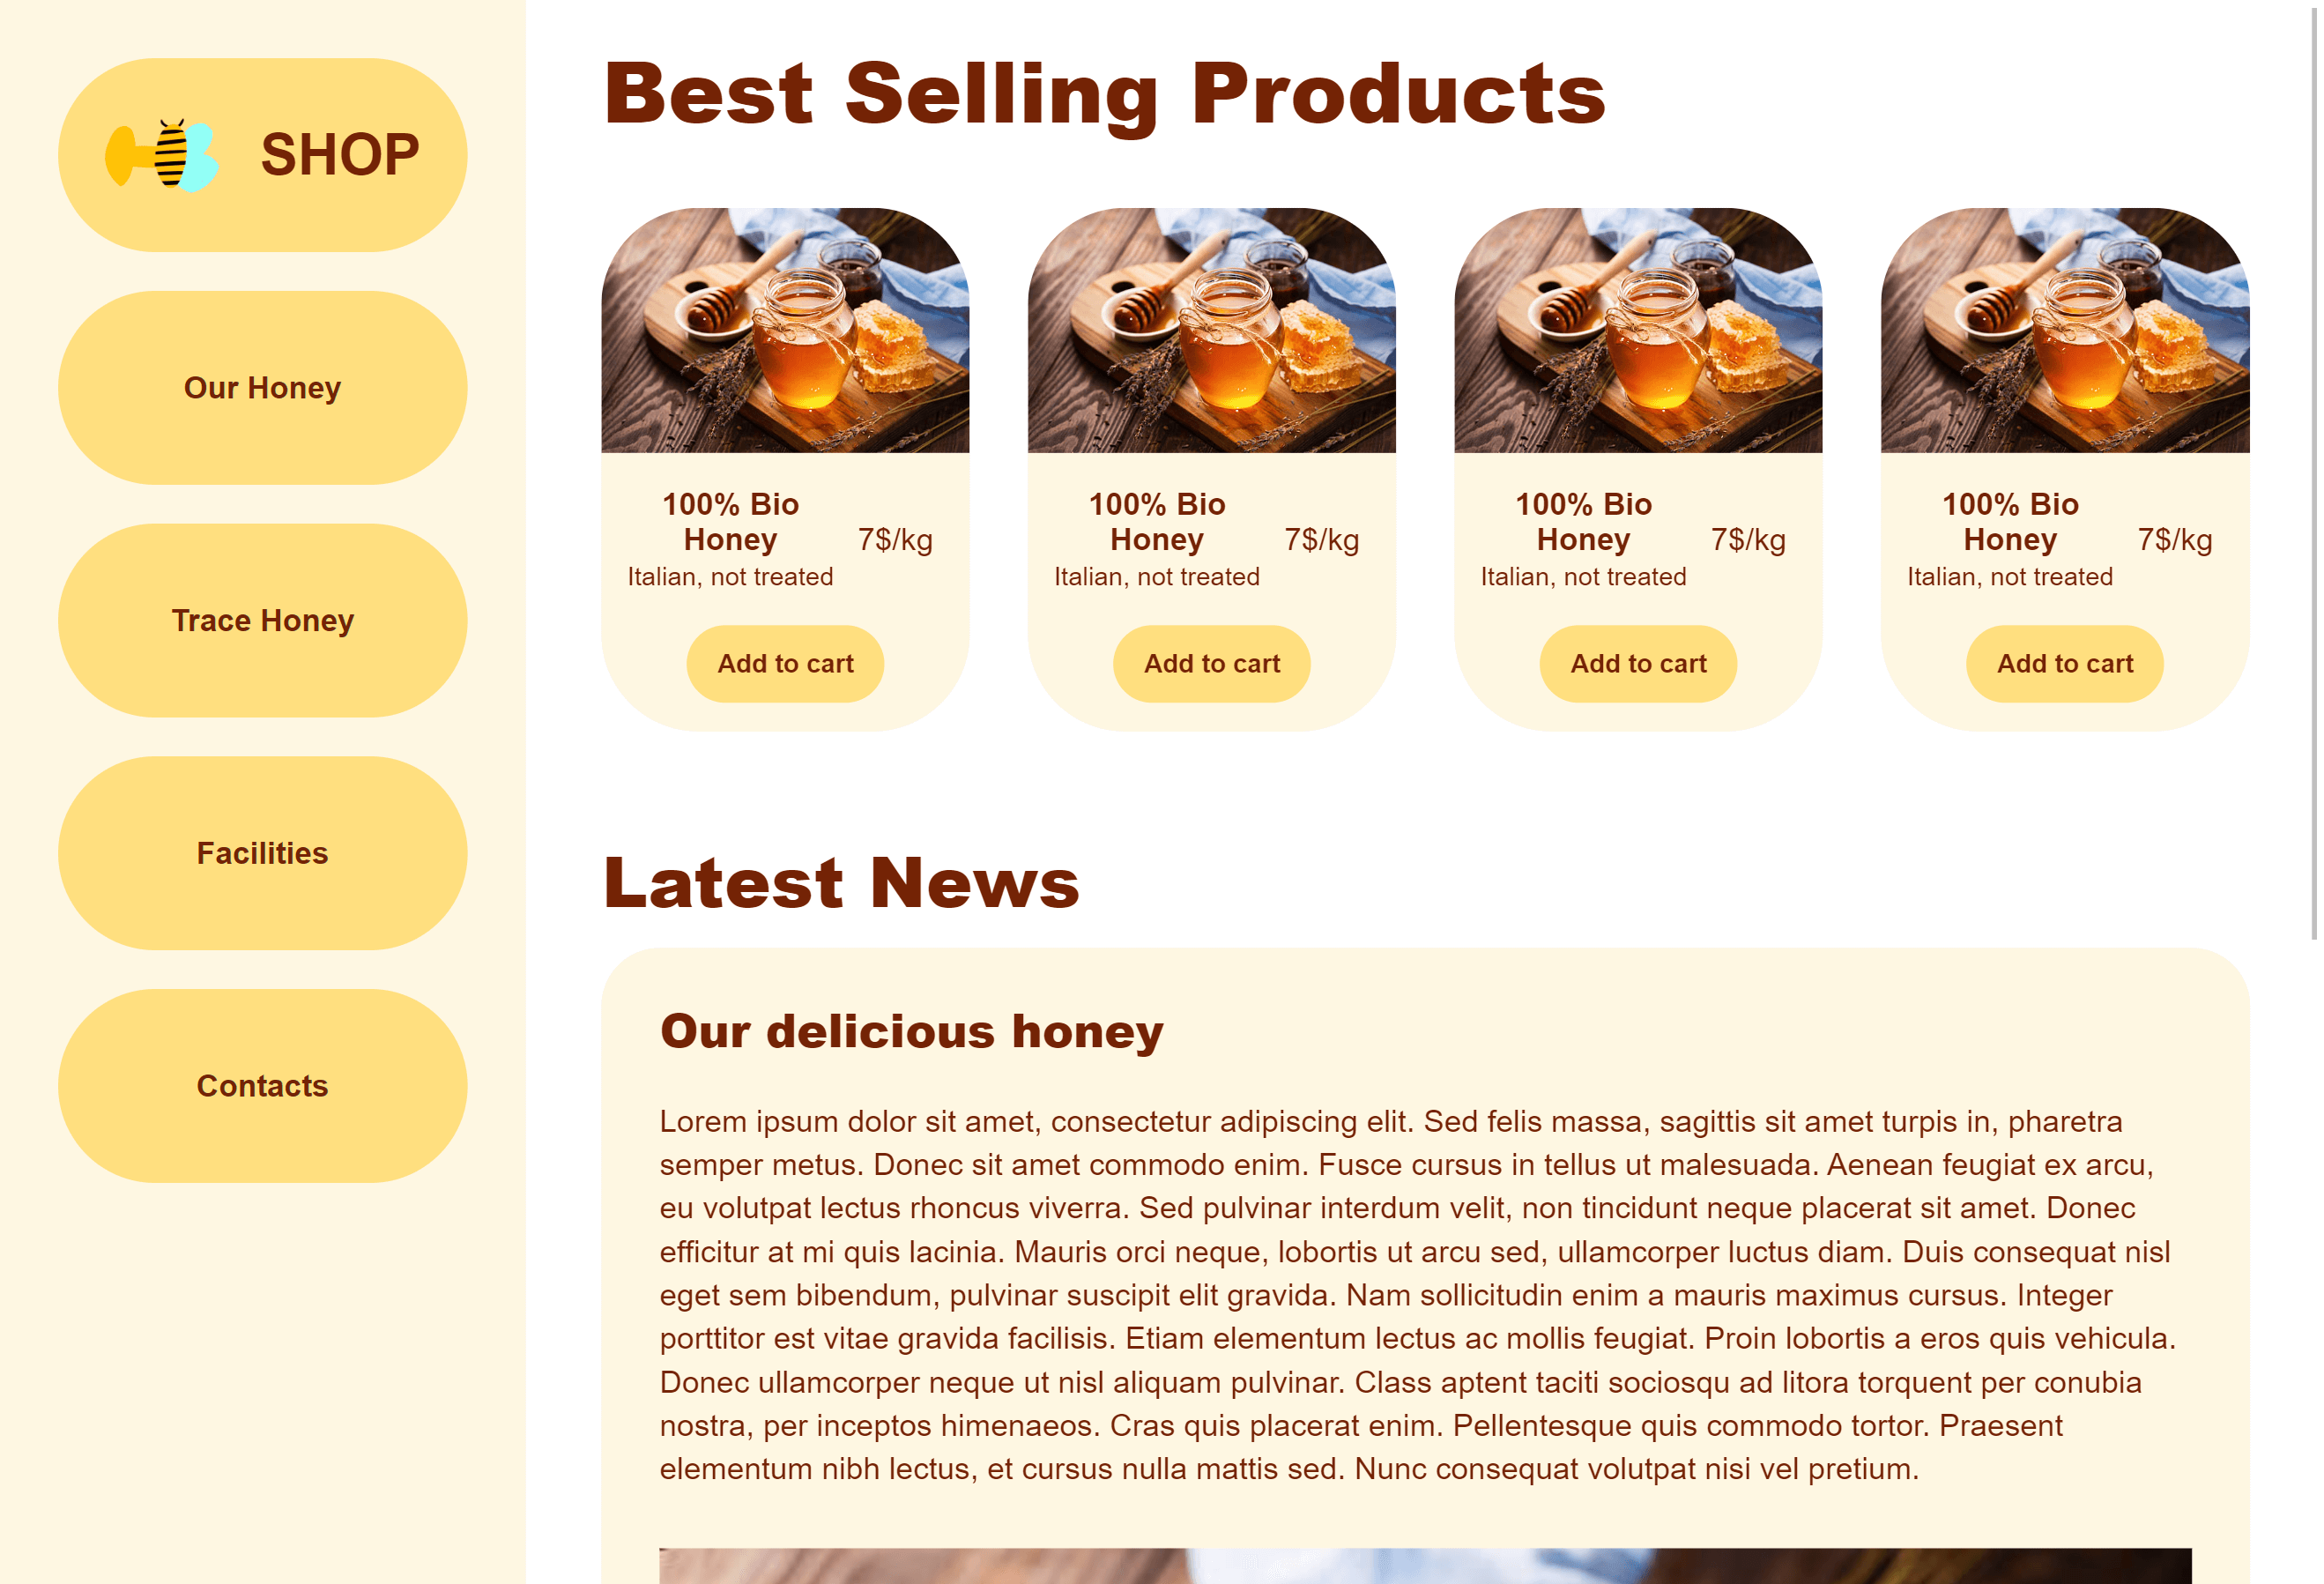 SHOP
Our Honey
Trace Honey
Facilities
Contacts
Best Selling Products
100% Bio
Honey
7$/kg
Italian, not treated
Add to cart
100% Bio
Honey
7$/kg
Italian, not treated
Add to cart
100% Bio
Honey
7$/kg
Italian, not treated
Add to cart
100% Bio
Honey
7$/kg
Italian, not treated
Add to cart
Latest News
Our delicious honey
Lorem ipsum dolor sit amet, consectetur adipiscing elit. Sed felis massa, sagittis sit amet turpis in, pharetra
semper metus. Donec sit amet commodo enim. Fusce cursus in tellus ut malesuada. Aenean feugiat ex arcu,
eu volutpat lectus rhoncus viverra. Sed pulvinar interdum velit, non tincidunt neque placerat sit amet. Donec
efficitur at mi quis lacinia. Mauris orci neque, lobortis ut arcu sed, ullamcorper luctus diam. Duis consequat nisl
eget sem bibendum, pulvinar suscipit elit gravida. Nam sollicitudin enim a mauris maximus cursus. Integer
porttitor est vitae gravida facilisis. Etiam elementum lectus ac mollis feugiat. Proin lobortis a eros quis vehicula.
Donec ullamcorper neque ut nisl aliquam pulvinar. Class aptent taciti sociosqu ad litora torquent per conubia
nostra, per inceptos himenaeos. Cras quis placerat enim. Pellentesque quis commodo tortor. Praesent
elementum nibh lectus, et cursus nulla mattis sed. Nunc consequat volutpat nisi vel pretium.